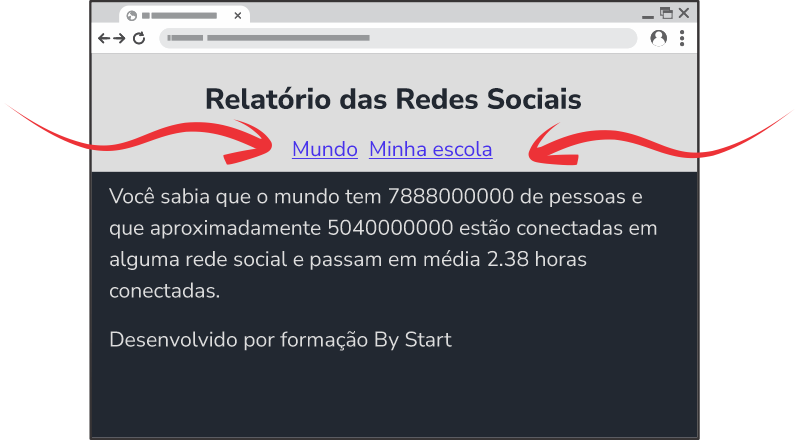 Relatório das Redes Sociais
Mundo Minha escola
Você sabia que o mundo tem 7888000000 de pessoas e
que aproximadamente 5040000000 estão conectadas em
alguma rede social e passam em média 2.38 horas
conectadas.
Desenvolvido por formação By Start